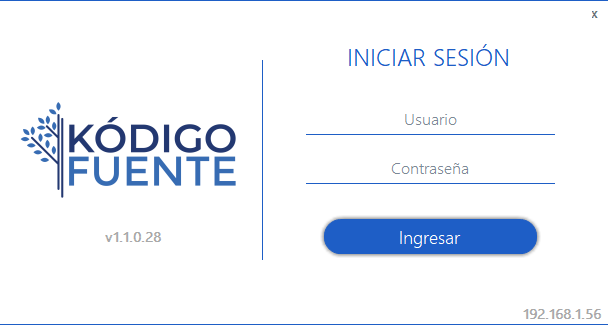 x
INICIAR SESIÓN
Usuario
Contraseña
Ingresar
KÓDIGO
FUENTE
v1.1.0.28
192.168.1.56